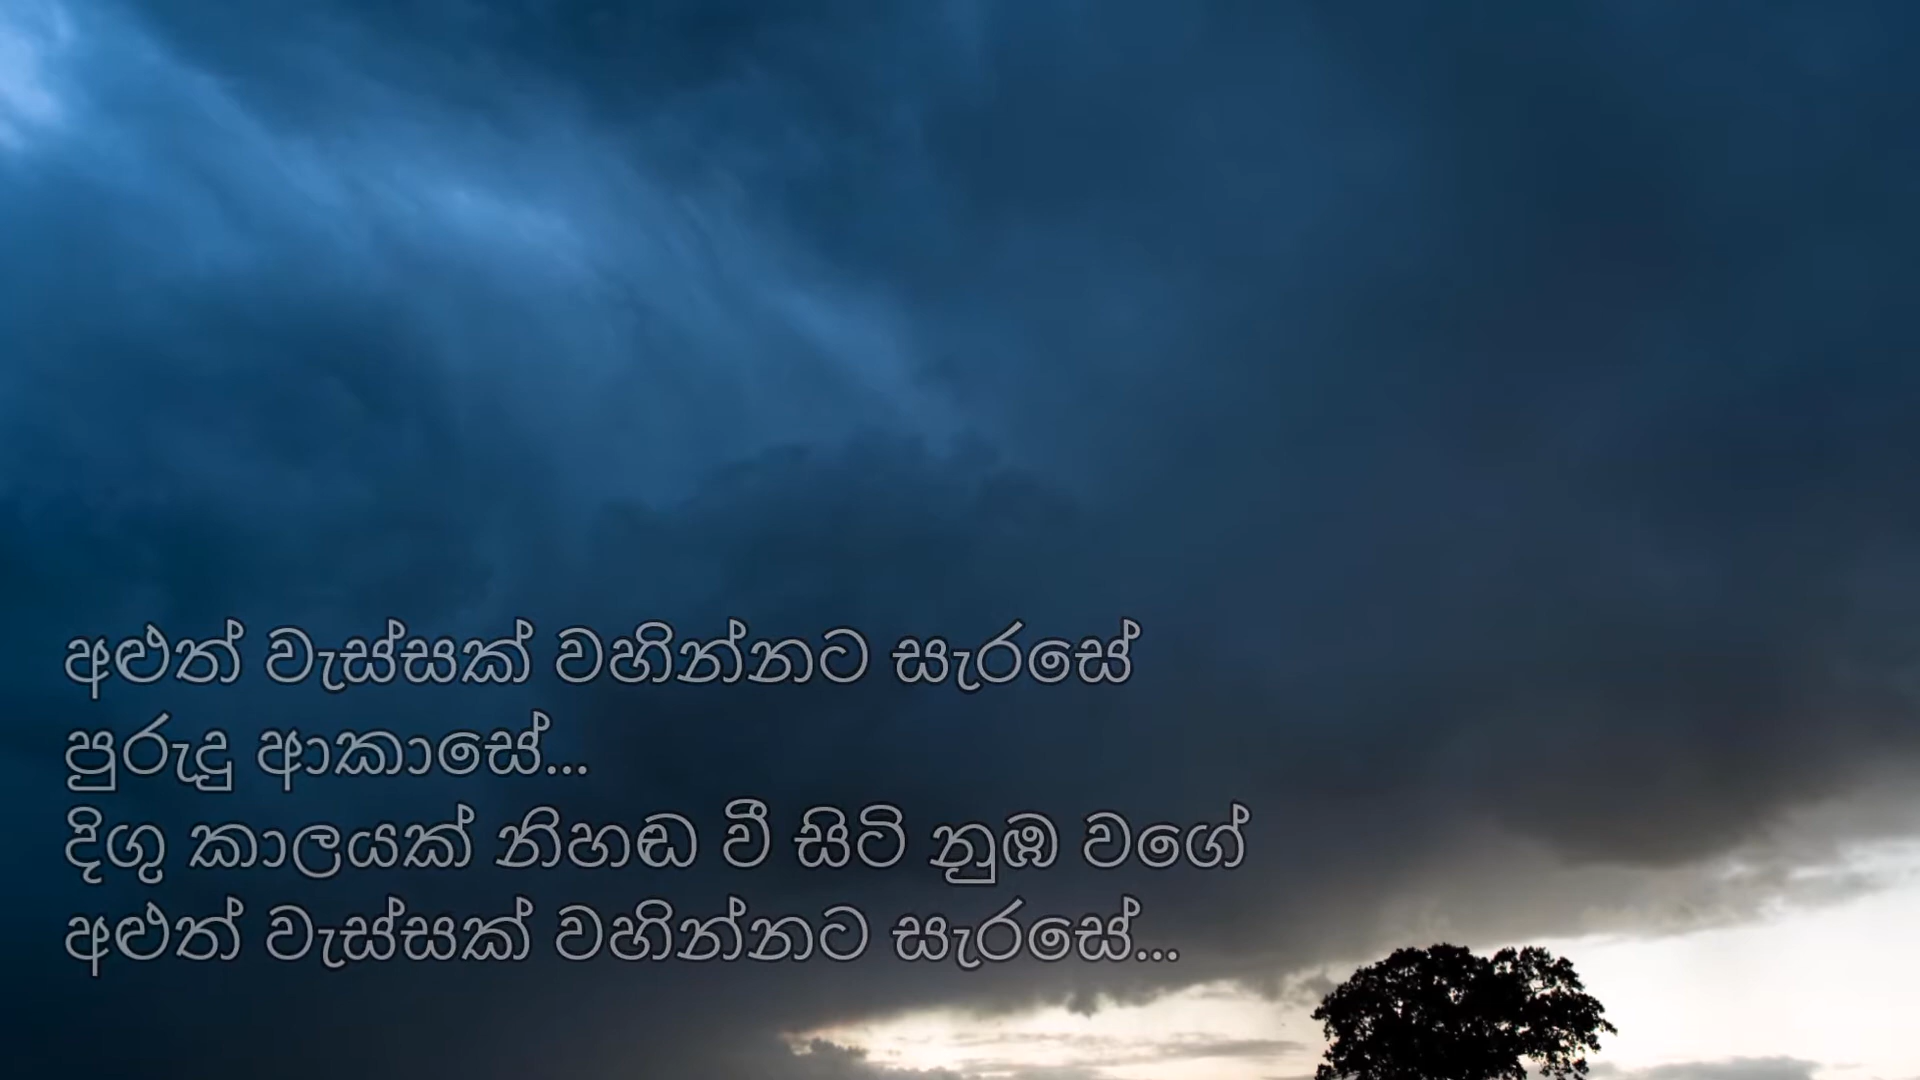 අළුත් වැස්සක් වහින්නට සැරසේ
පුරුදු ආකාසේ...
දිගු කාලයක් නිහඬ වී සිටි නුඹ වගේ
අළුත් වැස්සක් වහින්නට සැරසේ...